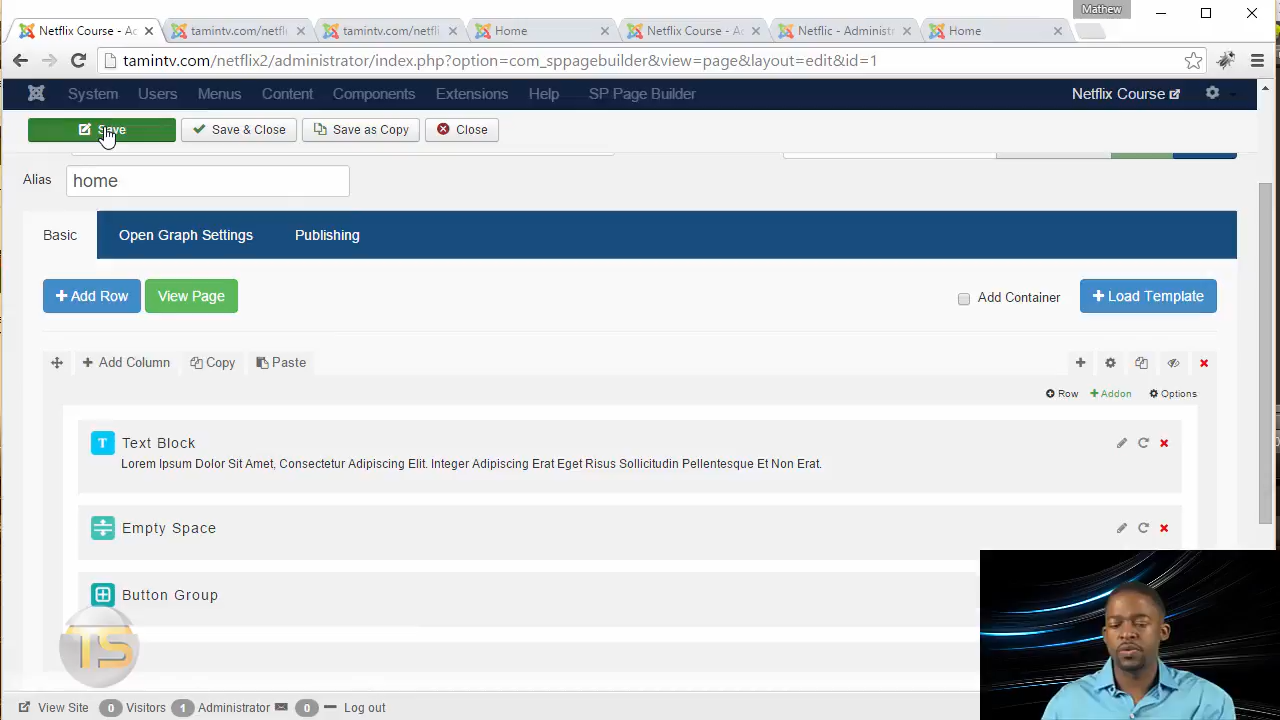 Mathew
Netflix Course - Ac
tamintv.com/netfl
tamintv.com/netfli
Home
Netflix Course - A
Netflic - Administr
Home
tamintv.com/netflix2/administrator/index.php?option=com_sppagebuilder&view=page&layout=edit&id=1
System Users Menus Content Components Extensions Help SP Page Builder Netflix Course
Save Save & Close Save as Copy Close
Alias home
Basic Open Graph Settings Publishing
Add Row View Page Add Container Load Template
Add Column Copy Paste
Row Addon Options
T Text Block
Lorem Ipsum Dolor Sit Amet, Consectetur Adipiscing Elit. Integer Adipiscing Erat Eget Risus Sollicitudin Pellentesque Et Non Erat.
Empty Space
Button Group
TS
View Site 0 Visitors 1 Administrator 0 Log out